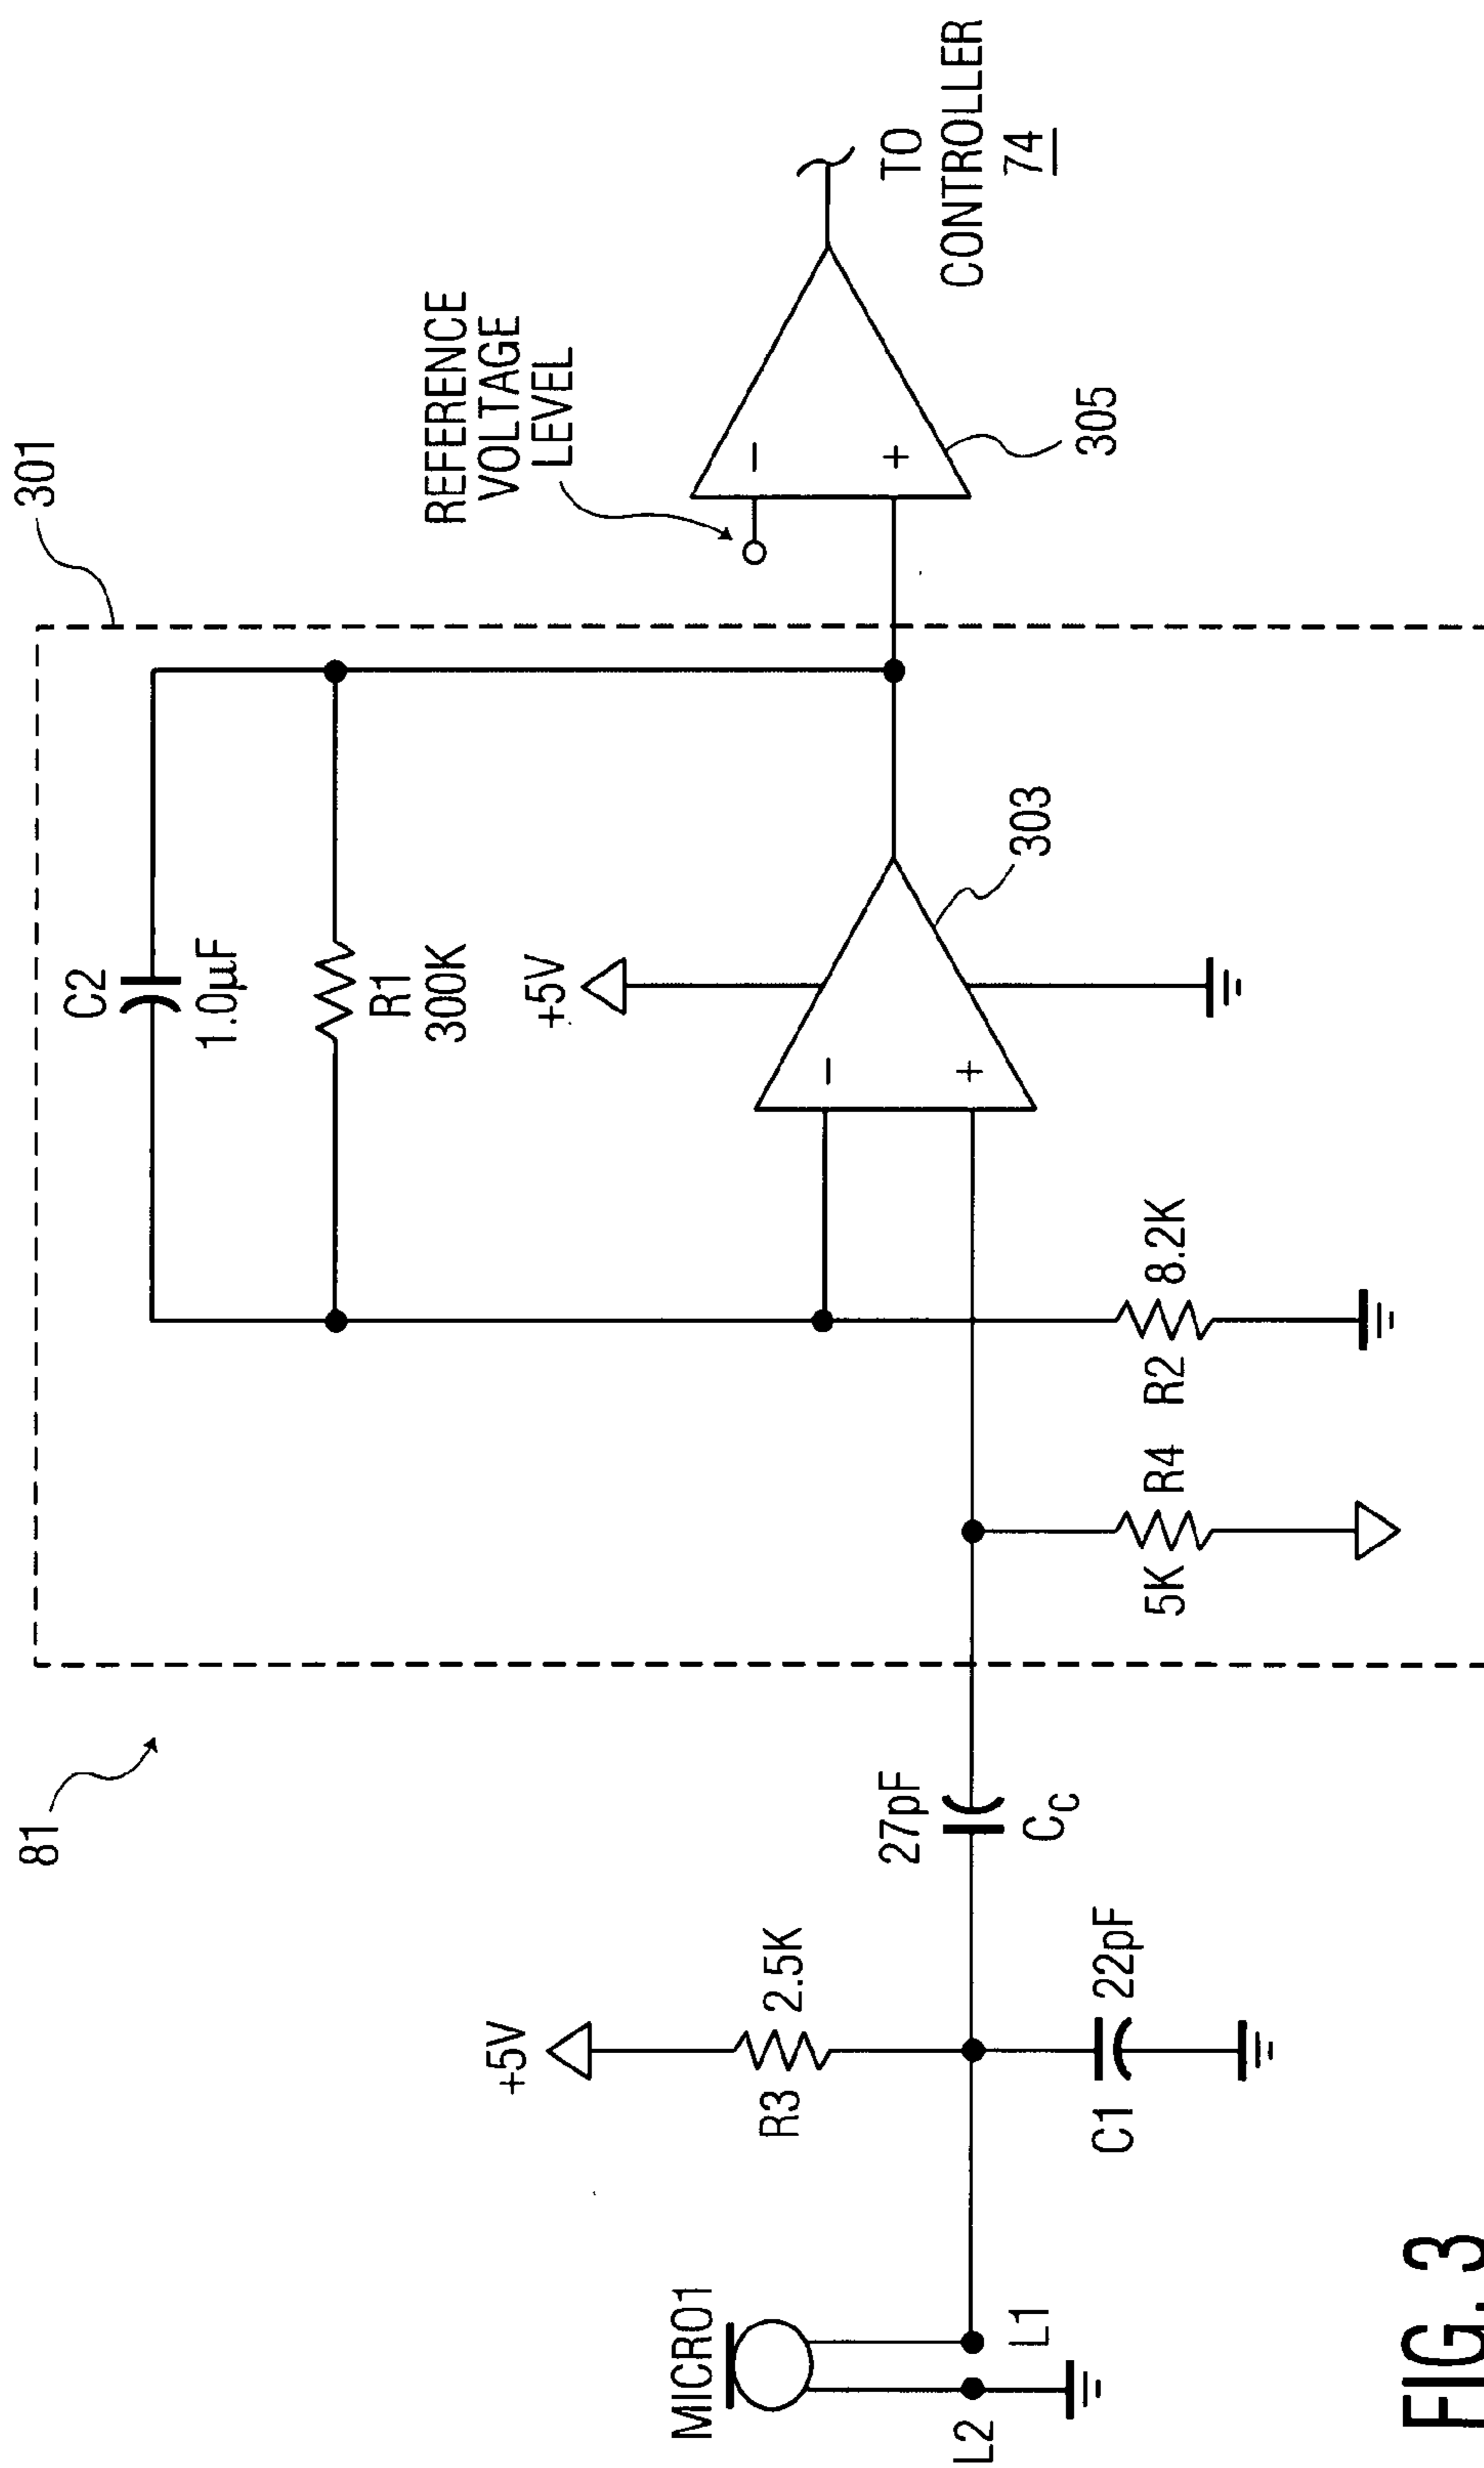 81
301
C2
1.0μF
R1
300K
+5V
REFERENCE
VOLTAGE
LEVEL
303
305
TO
CONTROLLER
74
−
+
−
+
MICRO1
L2
L1
+5V
R3
2.5K
C1
22pF
27pF
CC
5K
R4
R2
8.2K
FIG. 3